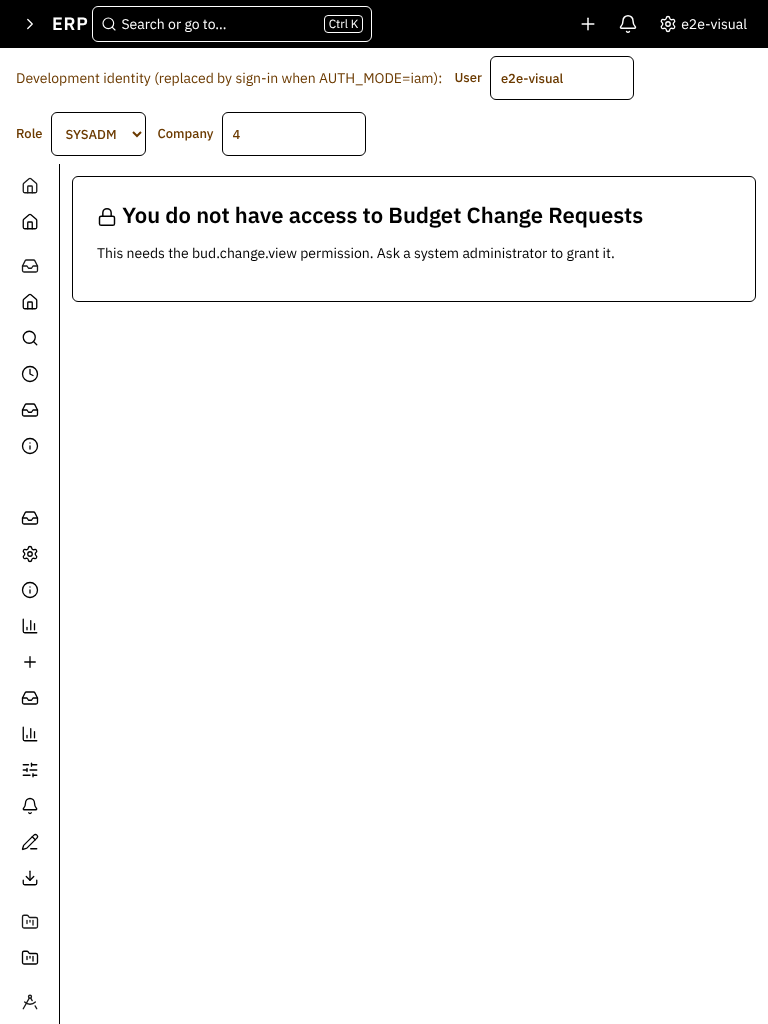 ERP
Search or go to...
Ctrl K
e2e-visual
Development identity (replaced by sign-in when AUTH_MODE=iam):
User
e2e-visual
Role
SYSADM
Company
4
You do not have access to Budget Change Requests
This needs the bud.change.view permission. Ask a system administrator to grant it.